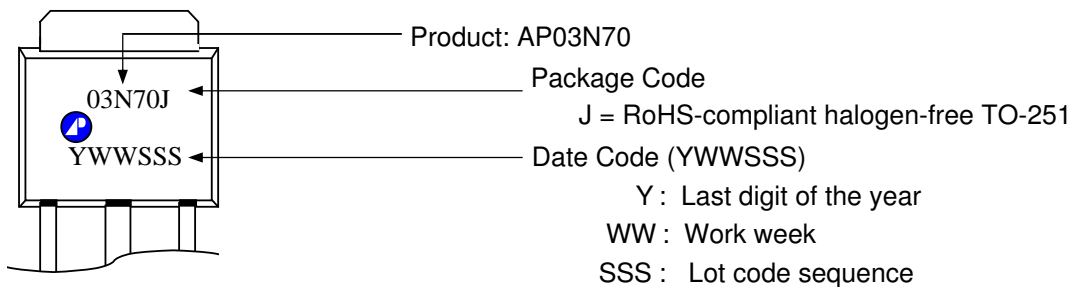 Product: AP03N70
Package Code
03N70J
J = RoHS-compliant halogen-free TO-251
AP
YWWSSS
Date Code (YWWSSS)
Y : Last digit of the year
WW : Work week
SSS : Lot code sequence